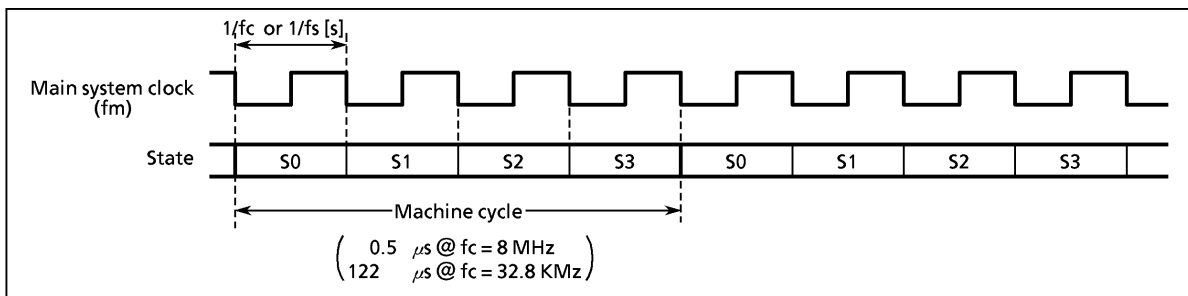 1/fc or 1/fs [s]
Main system clock
(fm)
State
S0 S1 S2 S3 S0 S1 S2 S3
Machine cycle
0.5 μs @ fc = 8 MHz
122 μs @ fc = 32.8 KMz